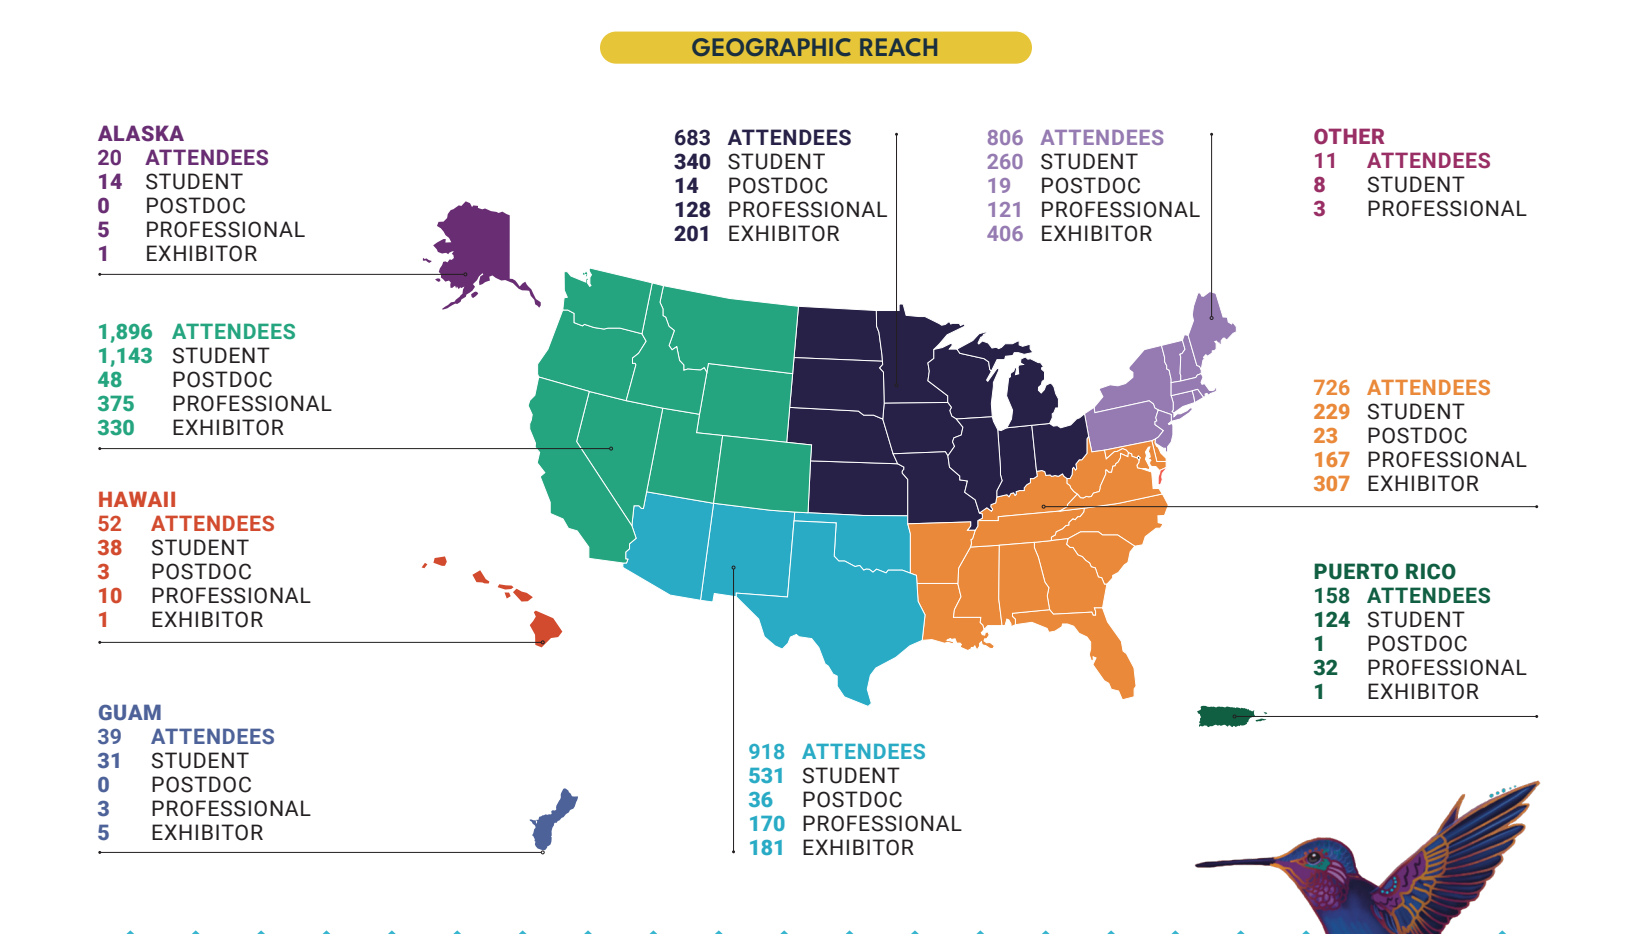 GEOGRAPHIC REACH
ALASKA
20 ATTENDEES
14 STUDENT
0 POSTDOC
5 PROFESSIONAL
1 EXHIBITOR
683 ATTENDEES
340 STUDENT
14 POSTDOC
128 PROFESSIONAL
201 EXHIBITOR
806 ATTENDEES
260 STUDENT
19 POSTDOC
121 PROFESSIONAL
406 EXHIBITOR
OTHER
11 ATTENDEES
8 STUDENT
3 PROFESSIONAL
1,896 ATTENDEES
1,143 STUDENT
48 POSTDOC
375 PROFESSIONAL
330 EXHIBITOR
726 ATTENDEES
229 STUDENT
23 POSTDOC
167 PROFESSIONAL
307 EXHIBITOR
HAWAII
52 ATTENDEES
38 STUDENT
3 POSTDOC
10 PROFESSIONAL
1 EXHIBITOR
PUERTO RICO
158 ATTENDEES
124 STUDENT
1 POSTDOC
32 PROFESSIONAL
1 EXHIBITOR
GUAM
39 ATTENDEES
31 STUDENT
0 POSTDOC
3 PROFESSIONAL
5 EXHIBITOR
918 ATTENDEES
531 STUDENT
36 POSTDOC
170 PROFESSIONAL
181 EXHIBITOR